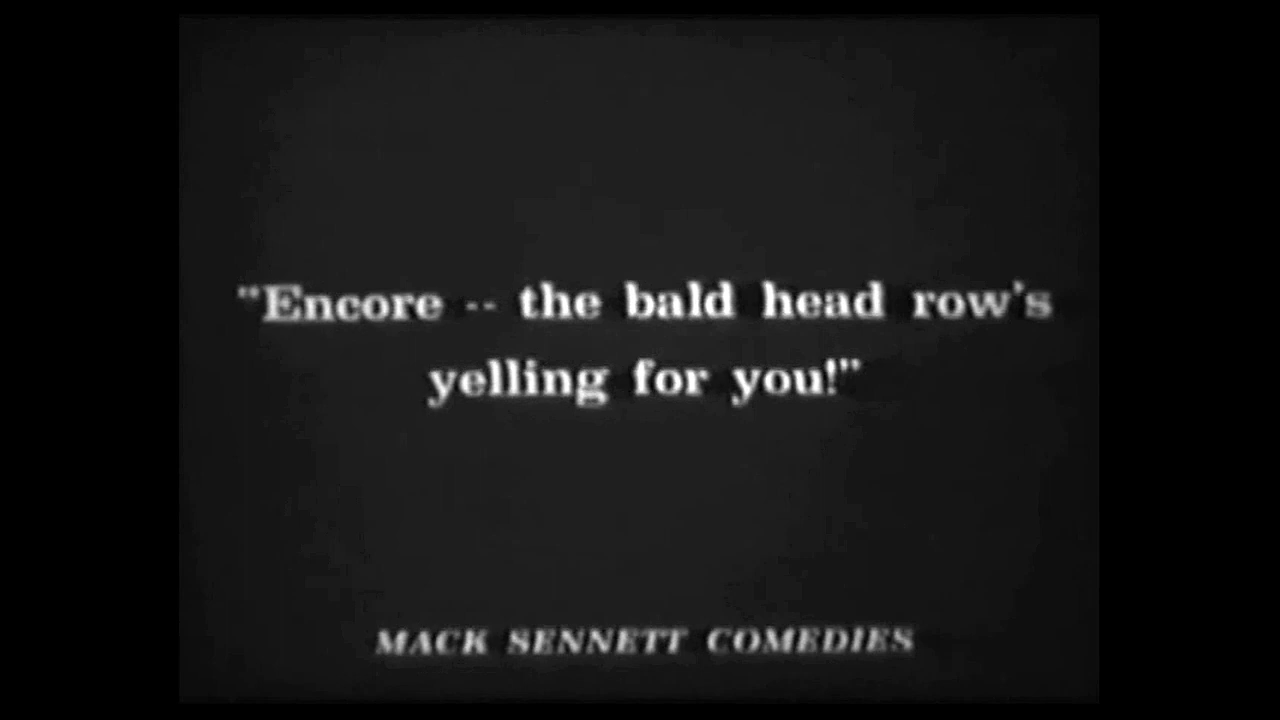 "Encore -- the bald head row's
yelling for you!"
MACK SENNETT COMEDIES